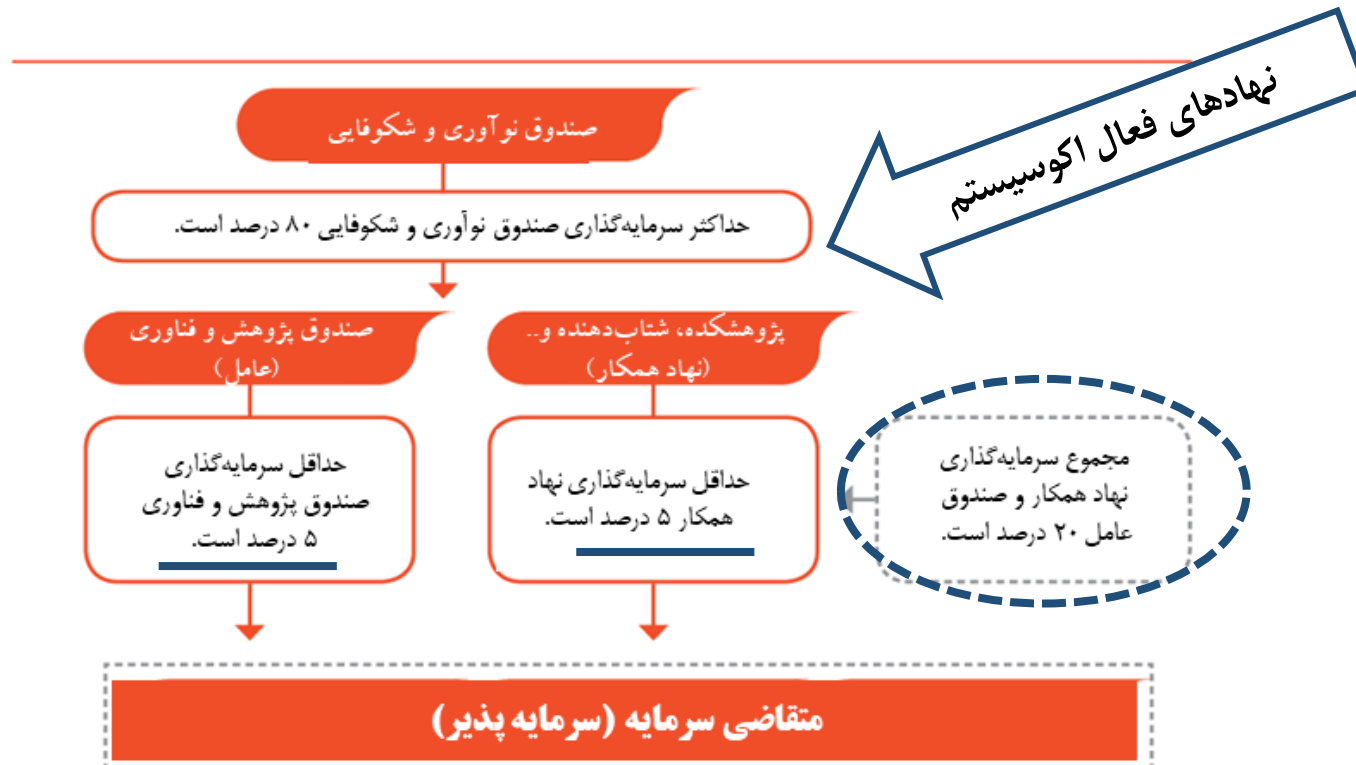 نهادهای فعال اکوسیستم
صندوق نوآوری و شکوفایی
حداکثر سرمایه‌گذاری صندوق نوآوری و شکوفایی ۸۰ درصد است.
پژوهشکده، شتاب‌دهنده و..
(نهاد همکار)
صندوق پژوهش و فناوری
(عامل)
مجموع سرمایه‌گذاری
نهاد همکار و صندوق
عامل ۲۰ درصد است.
حداقل سرمایه‌گذاری نهاد
همکار ۵ درصد است.
حداقل سرمایه‌گذاری
صندوق پژوهش و فناوری
۵ درصد است.
متقاضی سرمایه (سرمایه پذیر)